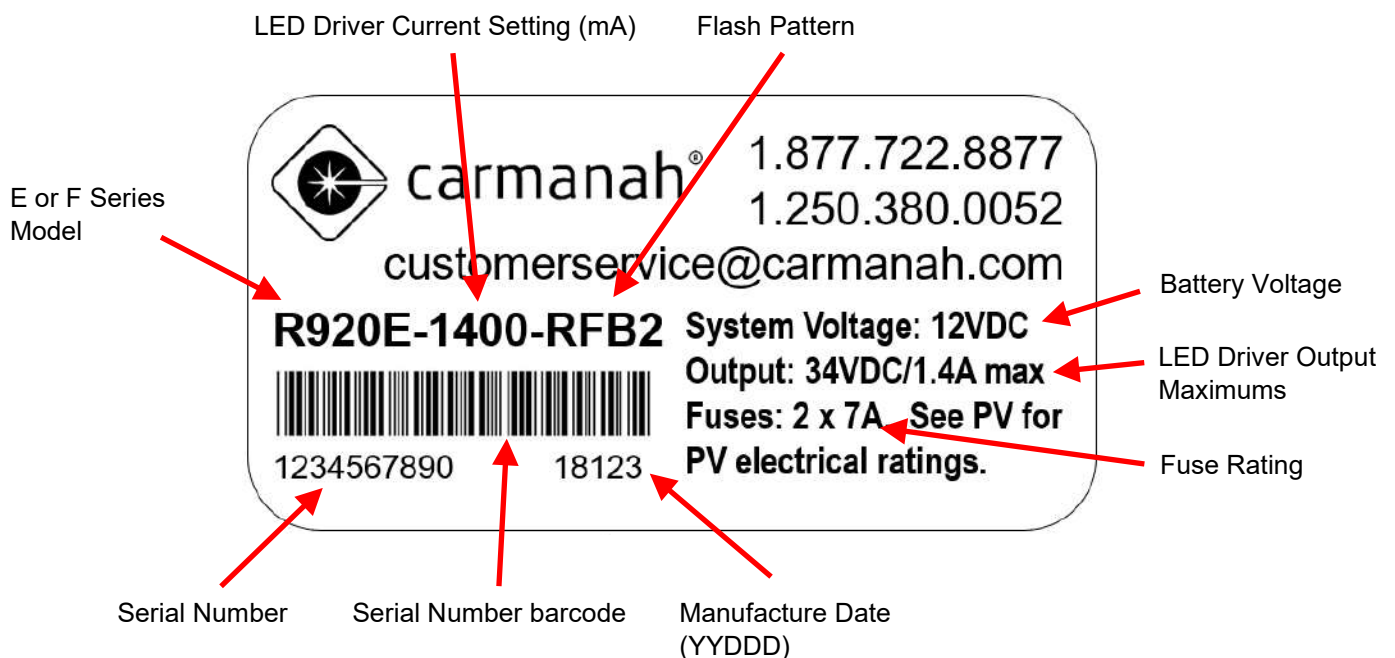 LED Driver Current Setting (mA)
Flash Pattern
E or F Series
Model
carmanah®
1.877.722.8877
1.250.380.0052
customerservice@carmanah.com
R920E-1400-RFB2
System Voltage: 12VDC
Output: 34VDC/1.4A max
Fuses: 2 x 7A. See PV for
PV electrical ratings.
1234567890
18123
Battery Voltage
LED Driver Output
Maximums
Fuse Rating
Serial Number
Serial Number barcode
Manufacture Date
(YYDDD)